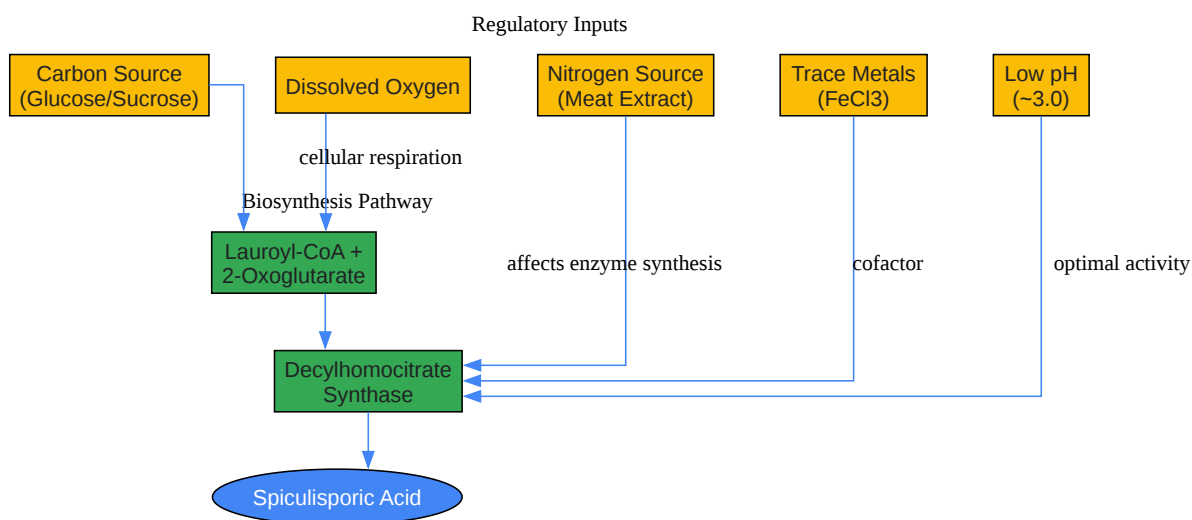 Regulatory Inputs
Carbon Source
(Glucose/Sucrose)
Dissolved Oxygen
Nitrogen Source
(Meat Extract)
Trace Metals
(FeCl3)
Low pH
(~3.0)
cellular respiration
Biosynthesis Pathway
Lauroyl-CoA +
2-Oxoglutarate
affects enzyme synthesis
cofactor
optimal activity
Decylhomocitrate
Synthase
Spiculisporic Acid